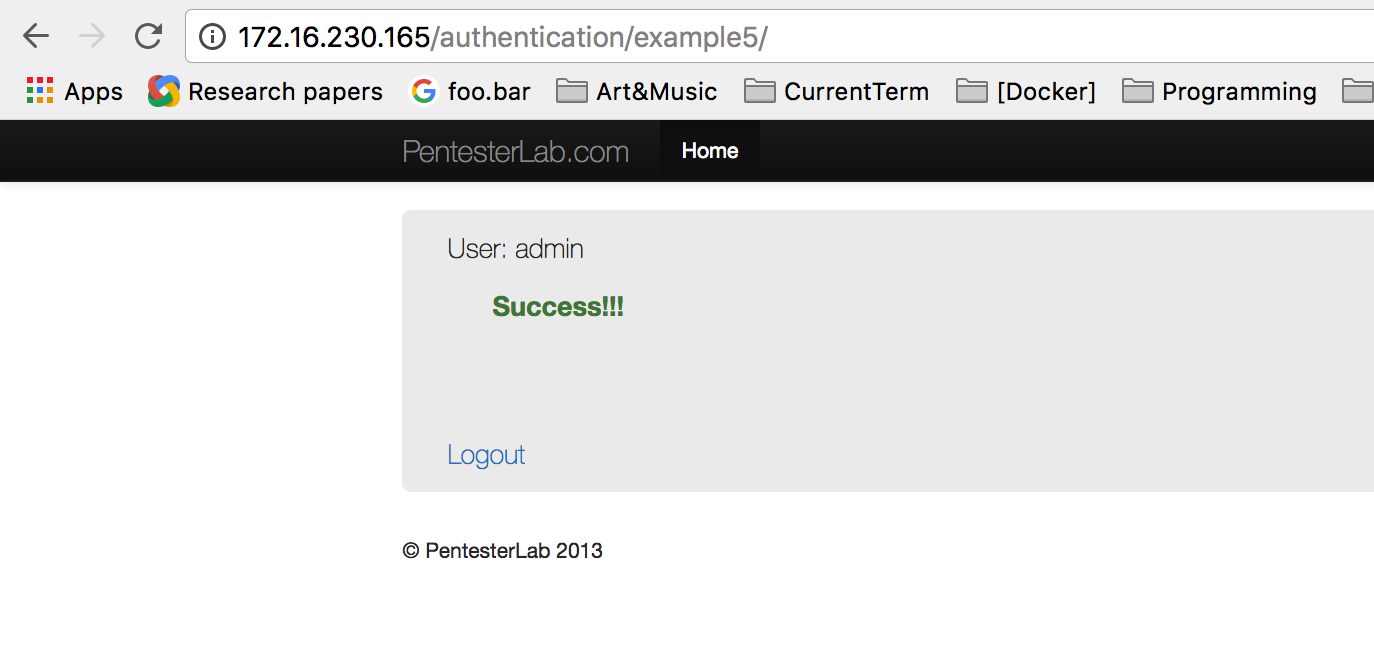 172.16.230.165/authentication/example5/
Apps Research papers foo.bar Art&Music CurrentTerm [Docker] Programming
PentesterLab.com Home
User: admin
Success!!!
Logout
© PentesterLab 2013